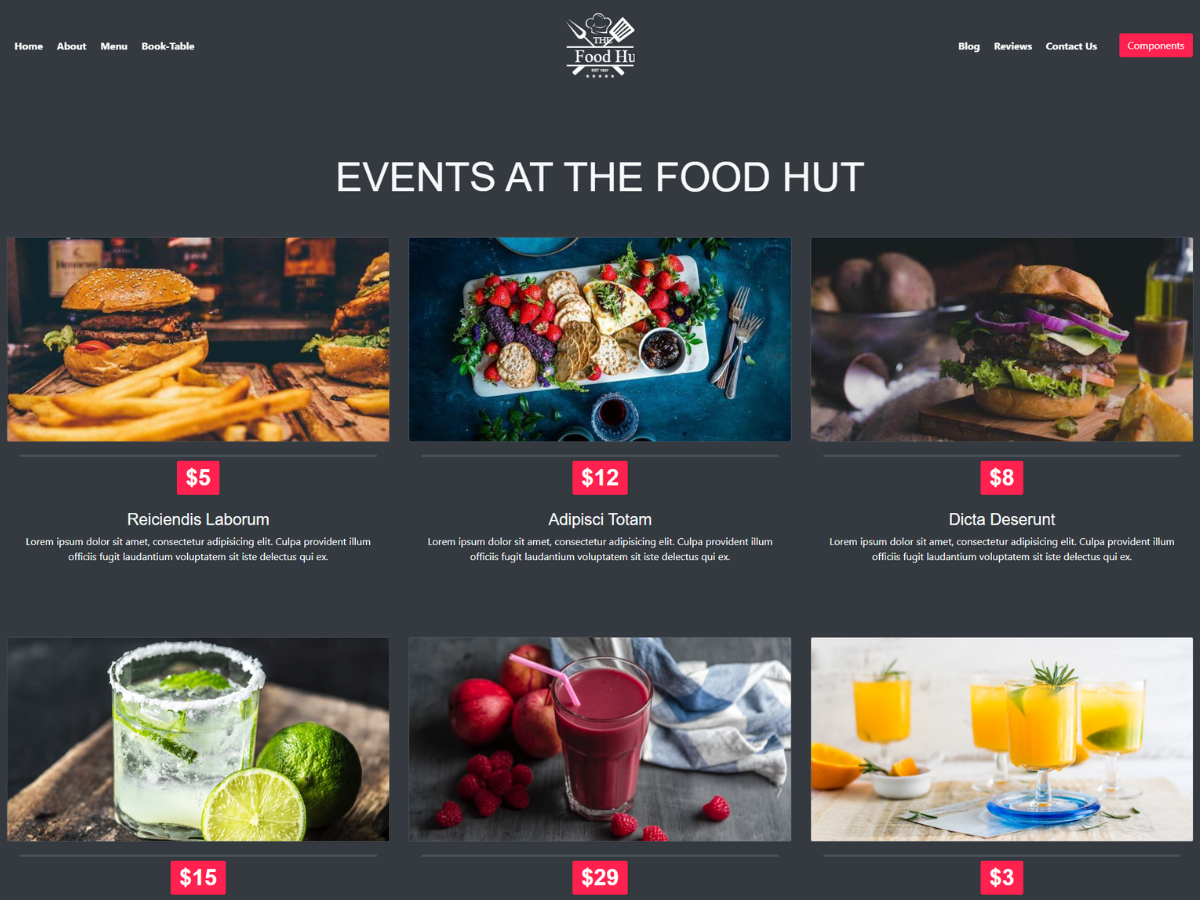 Home About Menu Book-Table
THE
Food Hu
EST 1997
Blog Reviews Contact Us Components
EVENTS AT THE FOOD HUT
Hennessy
$5
$12
$8
Reiciendis Laborum
Adipisci Totam
Dicta Deserunt
Lorem ipsum dolor sit amet, consectetur adipisicing elit. Culpa provident illum
officiis fugit laudantium voluptatem sit iste delectus qui ex.
Lorem ipsum dolor sit amet, consectetur adipisicing elit. Culpa provident illum
officiis fugit laudantium voluptatem sit iste delectus qui ex.
Lorem ipsum dolor sit amet, consectetur adipisicing elit. Culpa provident illum
officiis fugit laudantium voluptatem sit iste delectus qui ex.
$15
$29
$3